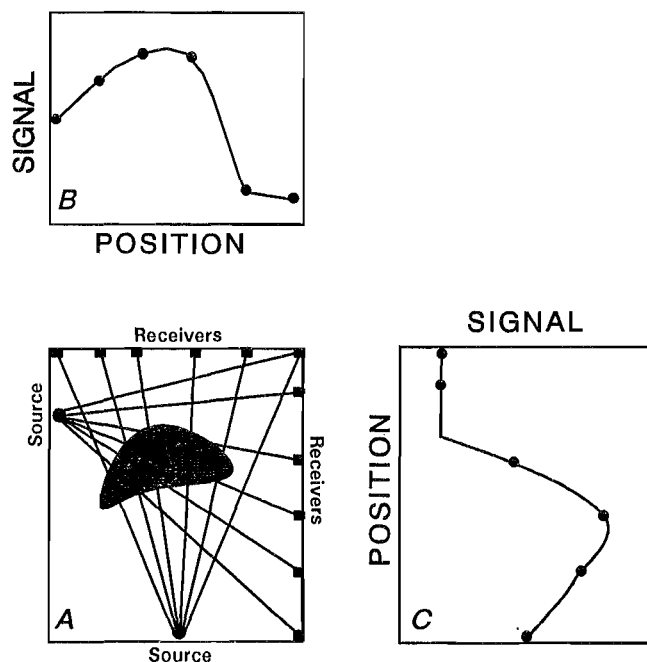 SIGNAL
B
POSITION
Receivers
Source
Receivers
A
Source
SIGNAL
POSITION
C